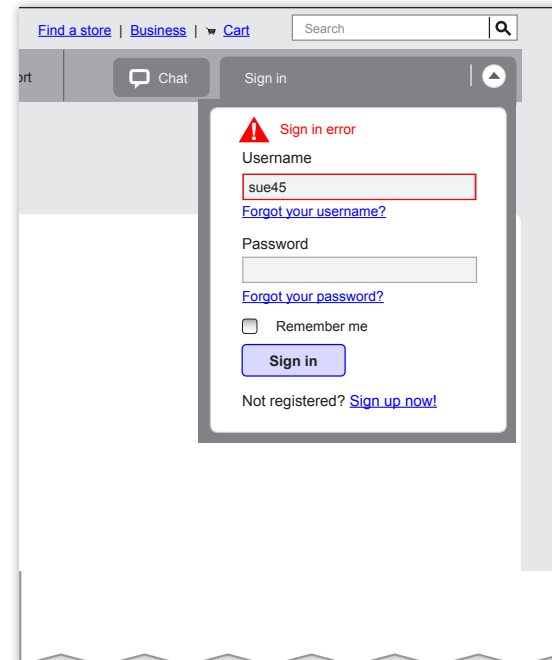 Find a store | Business | Cart Search
ort Chat Sign in
Sign in error
Username
sue45
Forgot your username?
Password
Forgot your password?
Remember me
Sign in
Not registered? Sign up now!